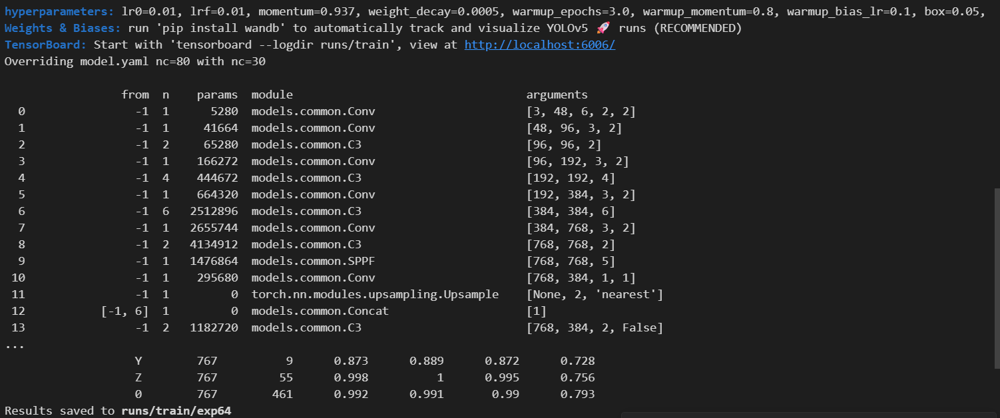 hyperparameters: lr0=0.01, lrf=0.01, momentum=0.937, weight_decay=0.0005, warmup_epochs=3.0, warmup_momentum=0.8, warmup_bias_lr=0.1, box=0.05,
Weights & Biases: run 'pip install wandb' to automatically track and visualize YOLOv5 🚀 runs (RECOMMENDED)
TensorBoard: Start with 'tensorboard --logdir runs/train', view at http://localhost:6006/
Overriding model.yaml nc=80 with nc=30
from n params module arguments
0 -1 1 5280 models.common.Conv [3, 48, 6, 2, 2]
1 -1 1 41664 models.common.Conv [48, 96, 3, 2]
2 -1 2 65280 models.common.C3 [96, 96, 2]
3 -1 1 166272 models.common.Conv [96, 192, 3, 2]
4 -1 4 444672 models.common.C3 [192, 192, 4]
5 -1 1 664320 models.common.Conv [192, 384, 3, 2]
6 -1 6 2512896 models.common.C3 [384, 384, 6]
7 -1 1 2655744 models.common.Conv [384, 768, 3, 2]
8 -1 2 4134912 models.common.C3 [768, 768, 2]
9 -1 1 1476864 models.common.SPPF [768, 768, 5]
10 -1 1 295680 models.common.Conv [768, 384, 1, 1]
11 -1 1 0 torch.nn.modules.upsampling.Upsample [None, 2, 'nearest']
12 [-1, 6] 1 0 models.common.Concat [1]
13 -1 2 1182720 models.common.C3 [768, 384, 2, False]
...
Y 767 9 0.873 0.889 0.872 0.728
Z 767 55 0.998 1 0.995 0.756
0 767 461 0.992 0.991 0.99 0.793
Results saved to runs/train/exp64